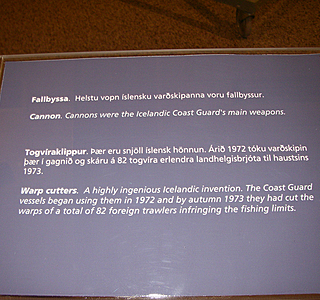 Fallbyssa. Helstu vopn íslensku varðskipanna voru fallbyssur.
Cannon. Cannons were the Icelandic Coast Guard's main weapons.
Togvíraklippur. Þær eru snjöll íslensk hönnun. Árið 1972 tóku varðskipin
þær í gagnið og skáru á 82 togvíra erlendra landhelgisbrjóta til haustsins
1973.
Warp cutters. A highly ingenious Icelandic invention. The Coast Guard
vessels began using them in 1972 and by autumn 1973 they had cut the
warps of a total of 82 foreign trawlers infringing the fishing limits.